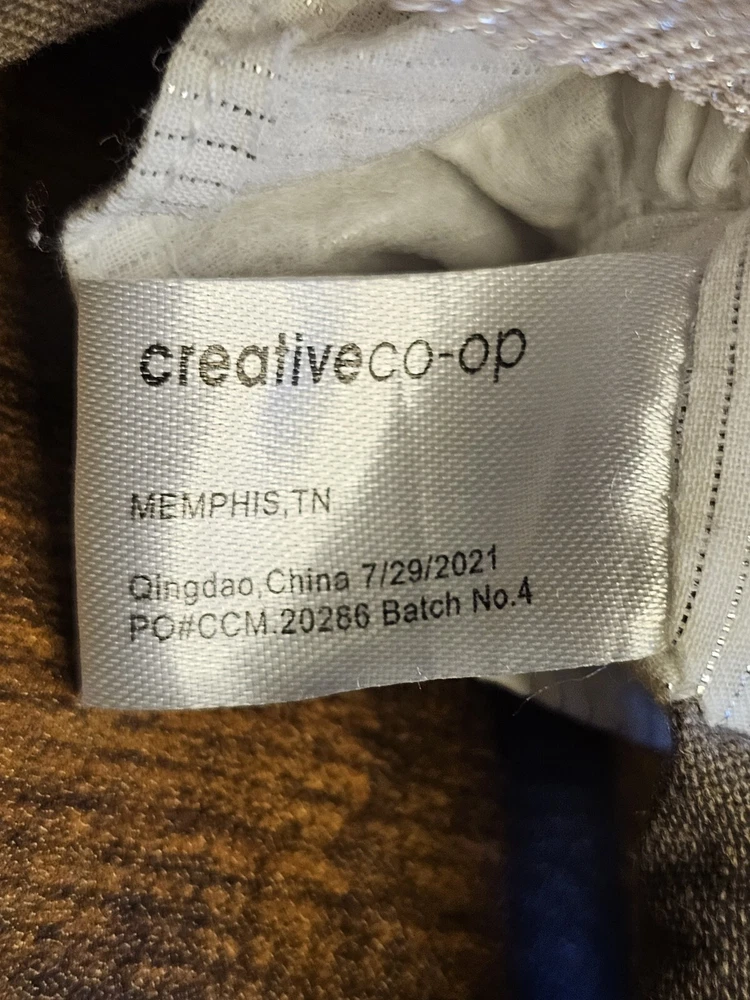 creativeco-op
MEMPHIS,TN
Qingdao,China 7/29/2021
PO#CCM.20286 Batch No.4